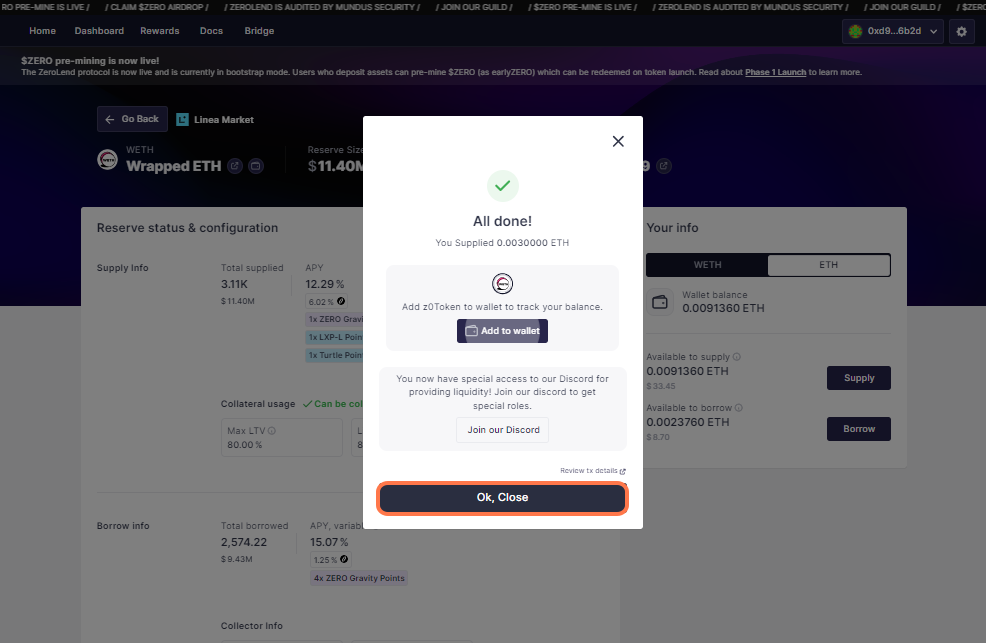 RO PRE-MINE IS LIVE / / CLAIM $ZERO AIRDROP / / ZEROLEND IS AUDITED BY MUNDUS SECURITY / / JOIN OUR GUILD / / $ZERO PRE-MINE IS LIVE / / ZEROLEND IS AUDITED BY MUNDUS SECURITY / / JOIN OUR GUILD / / $ZERO
Home Dashboard Rewards Docs Bridge 0xd9...6b2d
$ZERO pre-mining is now live!
The ZeroLend protocol is now live and is currently in bootstrap mode. Users who deposit assets can pre-mine $ZERO (as earlyZERO) which can be redeemed on token launch. Read about Phase 1 Launch to learn more.
Go Back Linea Market
WETH
Wrapped ETH
Reserve Size
$11.40M
9
Reserve status & configuration
Supply Info
Total supplied
3.11K
$11.40M
APY
12.29%
6.02%
1x ZERO Gravi
1x LXP-L Poin
1x Turtle Poin
Collateral usage Can be col
Max LTV
80.00%
L
8
Borrow info
Total borrowed
2,574.22
$9.43M
APY, variab
15.07%
1.25%
4x ZERO Gravity Points
Collector Info
All done!
You Supplied 0.0030000 ETH
WETH
Add z0Token to wallet to track your balance.
Add to wallet
You now have special access to our Discord for
providing liquidity! Join our discord to get
special roles.
Join our Discord
Review tx details
Ok, Close
Your info
WETH ETH
Wallet balance
0.0091360 ETH
Available to supply
0.0091360 ETH
$33.45
Supply
Available to borrow
0.0023760 ETH
$8.70
Borrow